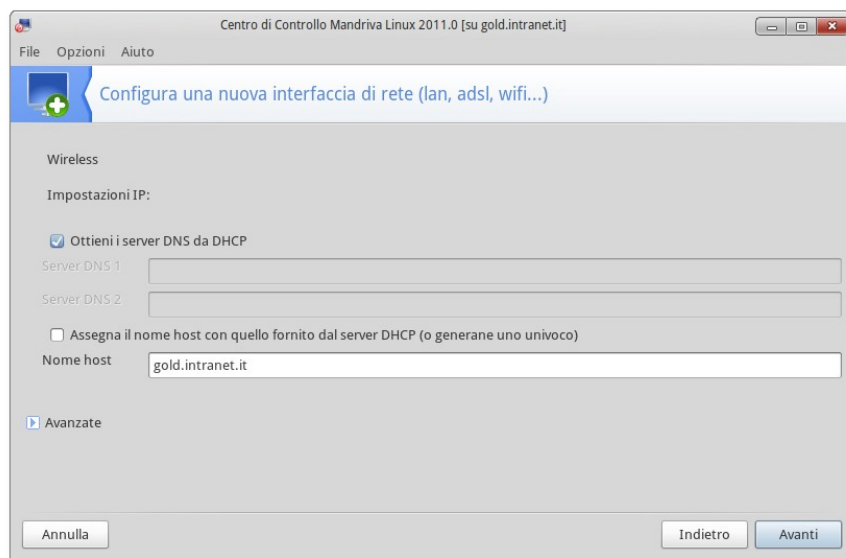 Centro di Controllo Mandriva Linux 2011.0 [su gold.intranet.it]
File Opzioni Aiuto
Configura una nuova interfaccia di rete (lan, adsl, wifi...)
Wireless
Impostazioni IP:
Ottieni i server DNS da DHCP
Server DNS 1
Server DNS 2
Assegna il nome host con quello fornito dal server DHCP (o generane uno univoco)
Nome host gold.intranet.it
Avanzate
Annulla Indietro Avanti